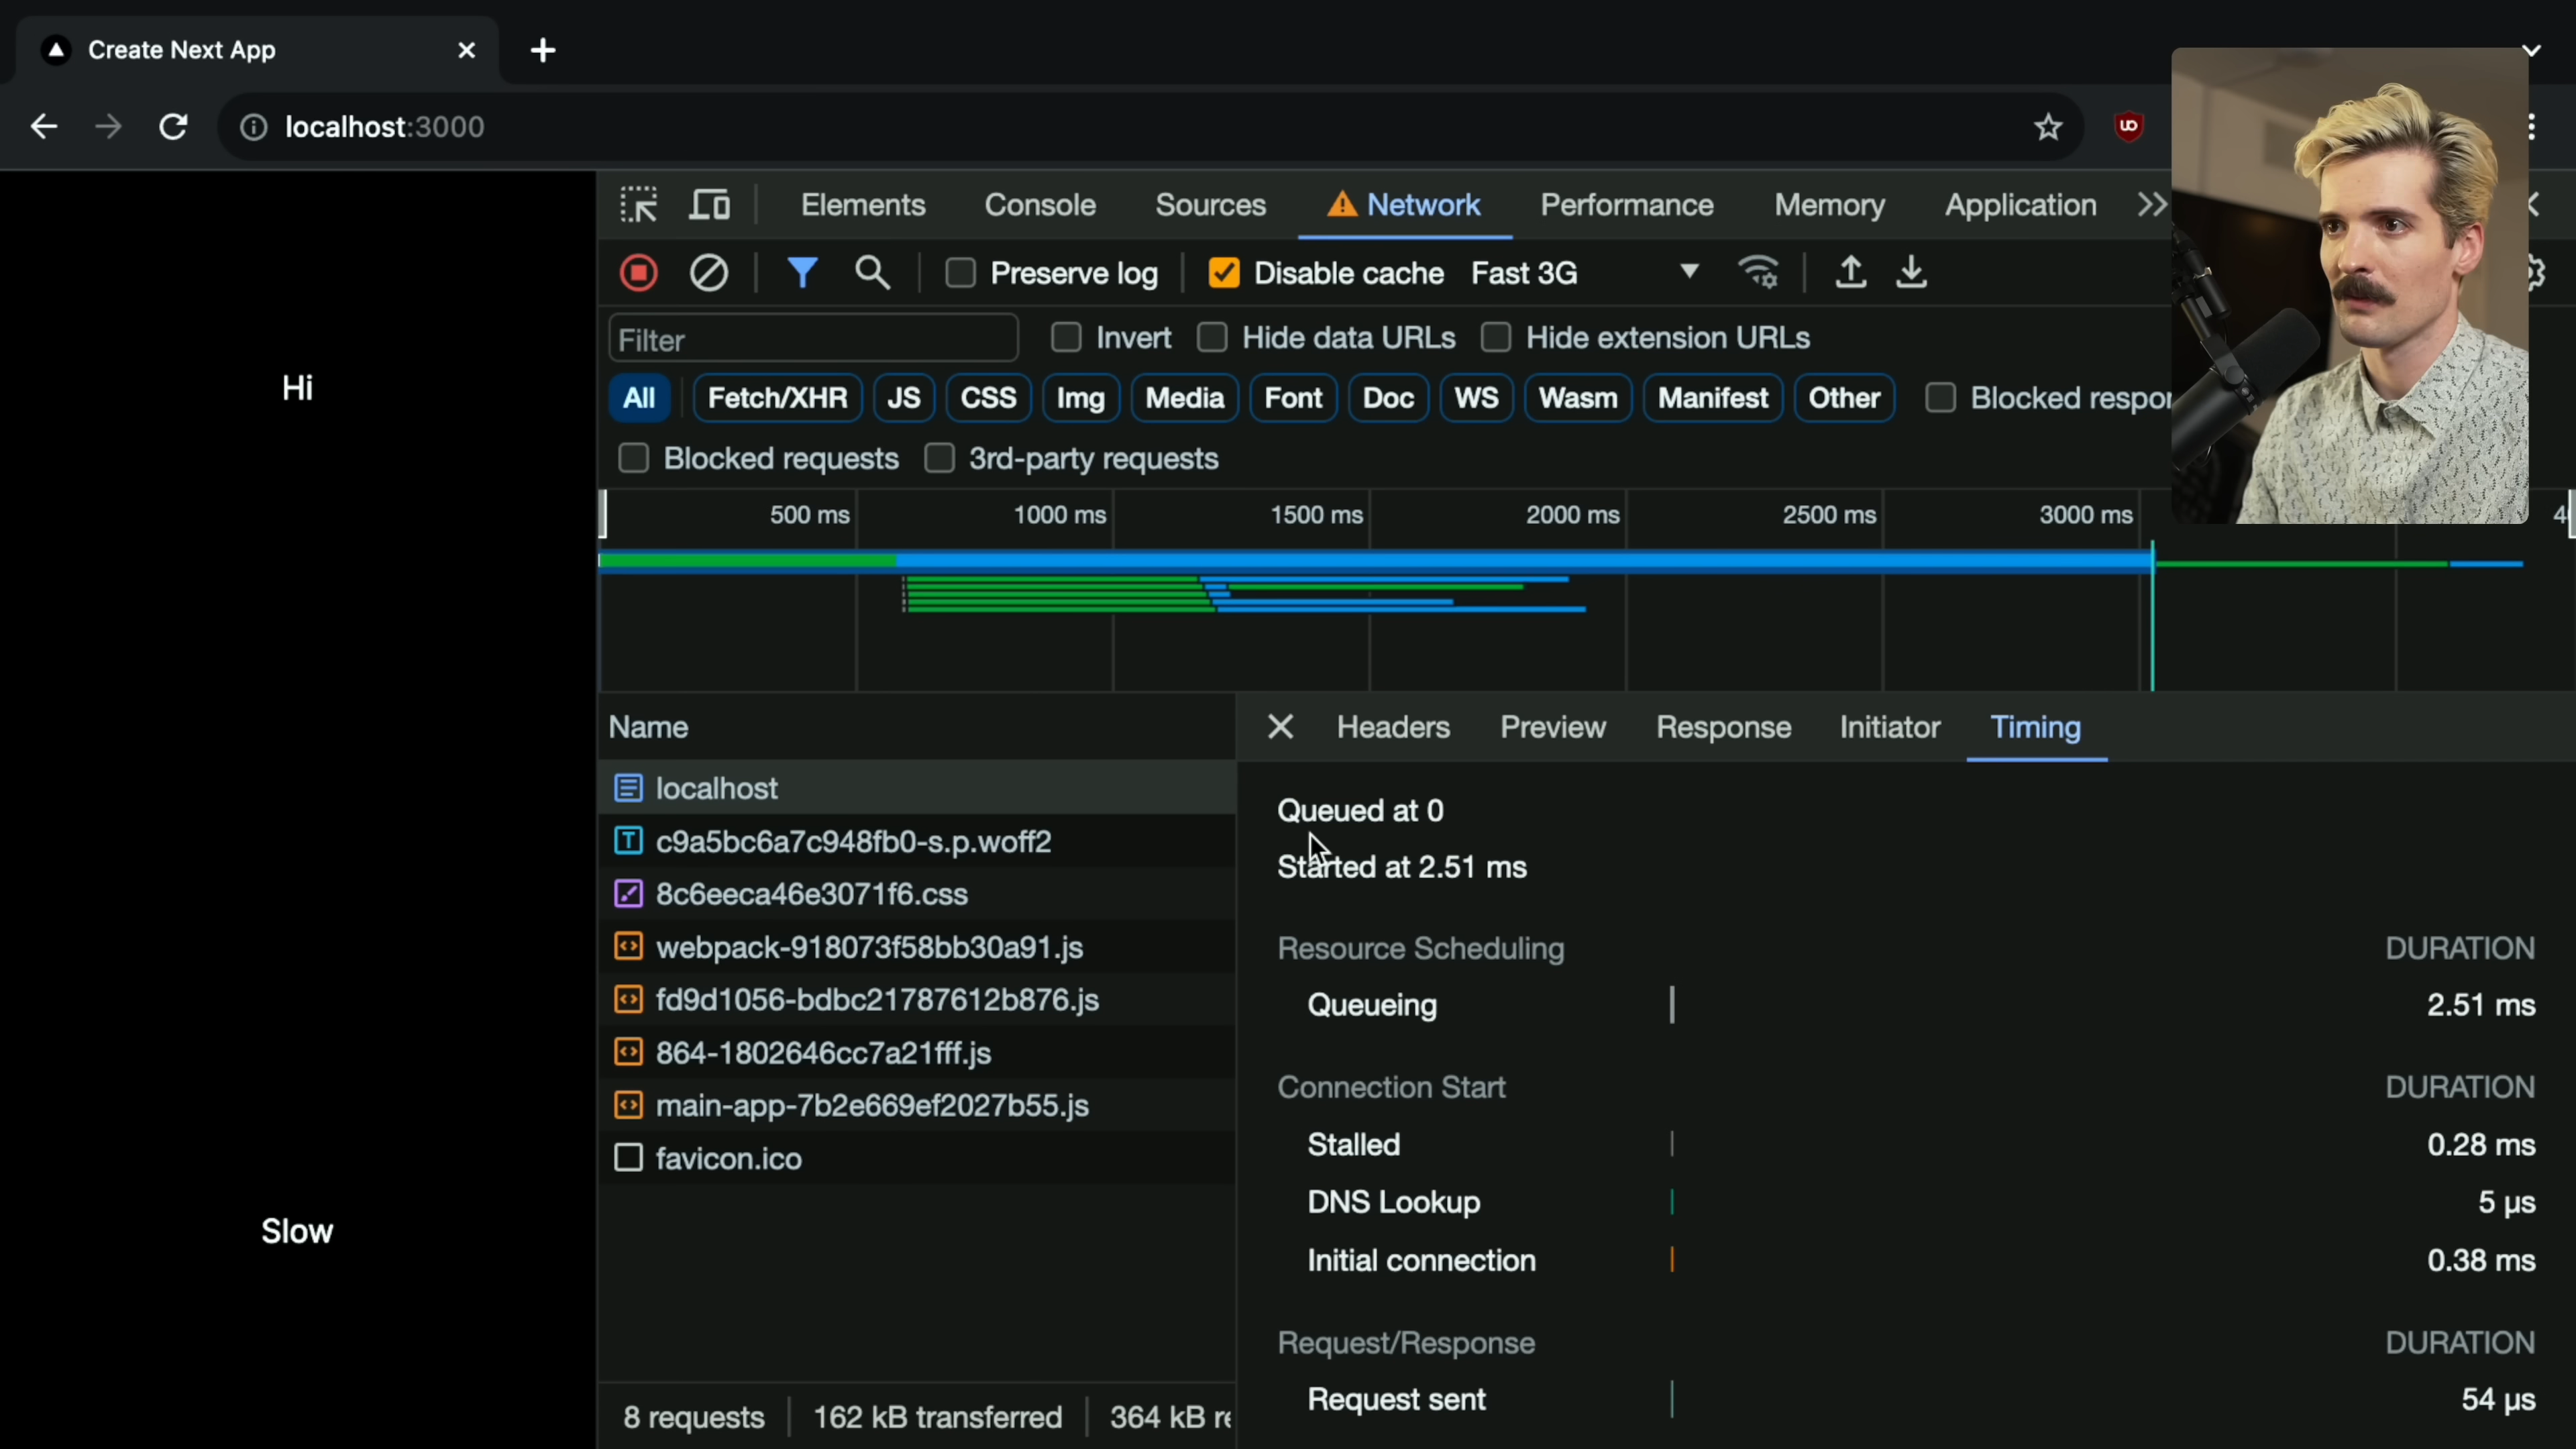 Create Next App
localhost:3000
Elements Console Sources Network Performance Memory Application
Preserve log Disable cache Fast 3G
Filter Invert Hide data URLs Hide extension URLs
All Fetch/XHR JS CSS Img Media Font Doc WS Wasm Manifest Other Blocked respon
Blocked requests 3rd-party requests
500 ms 1000 ms 1500 ms 2000 ms 2500 ms 3000 ms
Hi
Slow
Name
localhost
c9a5bc6a7c948fb0-s.p.woff2
8c6eeca46e3071f6.css
webpack-918073f58bb30a91.js
fd9d1056-bdbc21787612b876.js
864-1802646cc7a21fff.js
main-app-7b2e669ef2027b55.js
favicon.ico
8 requests 162 kB transferred 364 kB re
Headers Preview Response Initiator Timing
Queued at 0
Started at 2.51 ms
Resource Scheduling DURATION
Queueing 2.51 ms
Connection Start DURATION
Stalled 0.28 ms
DNS Lookup 5 µs
Initial connection 0.38 ms
Request/Response DURATION
Request sent 54 µs